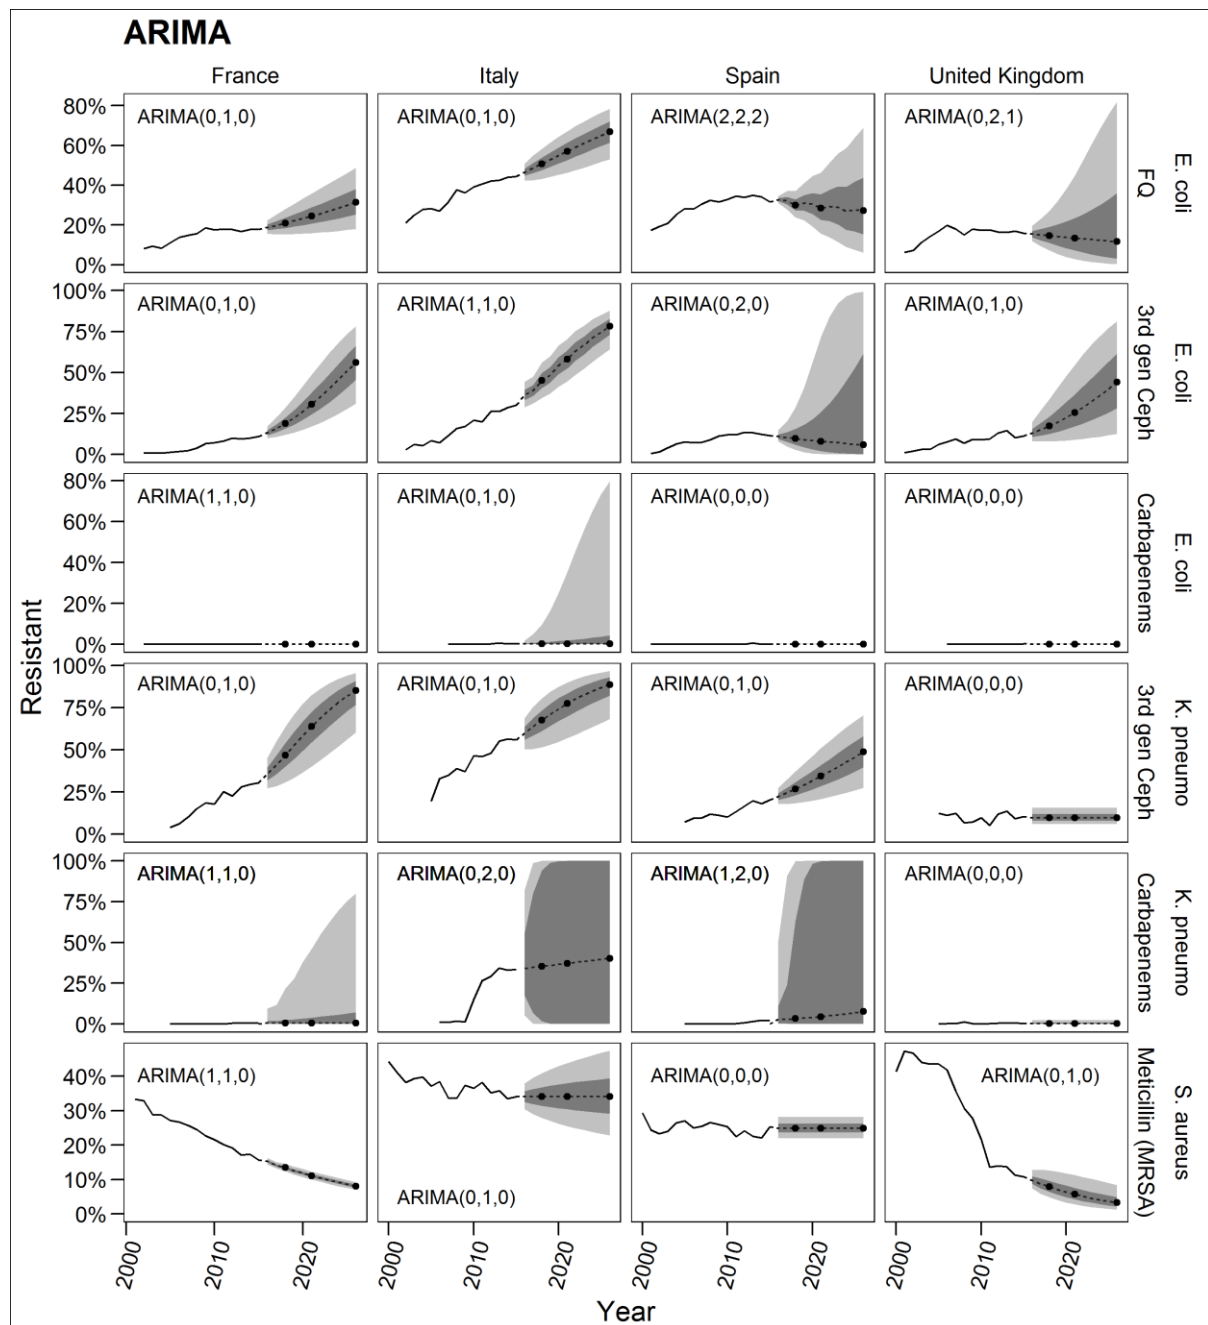 ARIMA
France Italy Spain United Kingdom
80% ARIMA(0,1,0) ARIMA(0,1,0) ARIMA(2,2,2) ARIMA(0,2,1)
60%
40%
20%
0%
E. coli
FQ
100% ARIMA(0,1,0) ARIMA(1,1,0) ARIMA(0,2,0) ARIMA(0,1,0)
75%
50%
25%
0%
E. coli
3rd gen Ceph
80% ARIMA(1,1,0) ARIMA(0,1,0) ARIMA(0,0,0) ARIMA(0,0,0)
60%
40%
20%
0%
E. coli
Carbapenems
100% ARIMA(0,1,0) ARIMA(0,1,0) ARIMA(0,1,0) ARIMA(0,0,0)
75%
50%
25%
0%
K. pneumo
3rd gen Ceph
100% ARIMA(1,1,0) ARIMA(0,2,0) ARIMA(1,2,0) ARIMA(0,0,0)
75%
50%
25%
0%
K. pneumo
Carbapenems
40% ARIMA(1,1,0) ARIMA(0,1,0) ARIMA(0,0,0) ARIMA(0,1,0)
30%
20%
10%
0%
S. aureus
Meticillin (MRSA)
Resistant
2000 2010 2020 2000 2010 2020 2000 2010 2020 2000 2010 2020
Year